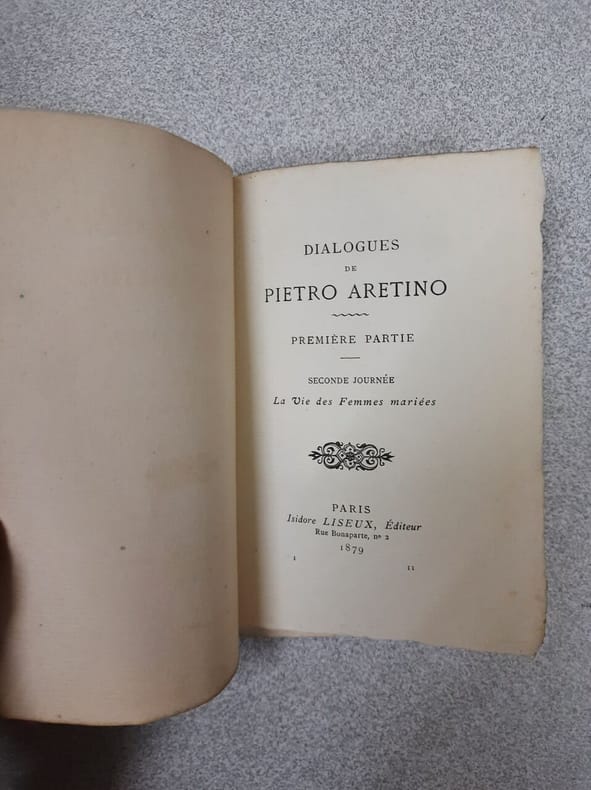 DIALOGUES
DE
PIETRO ARETINO
PREMIÈRE PARTIE
SECONDE JOURNÉE
La Vie des Femmes mariées
PARIS
Isidore LISEUX, Éditeur
Rue Bonaparte, nº 2
1879
I II